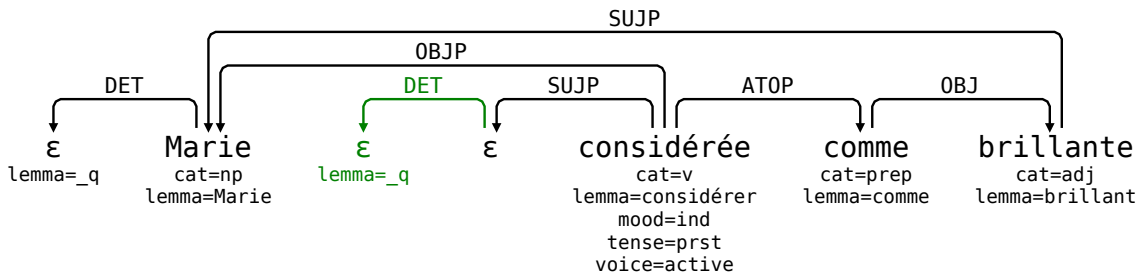 SUJP
OBJP
DET DET SUJP ATOP OBJ
ε Marie ε ε considérée comme brillante
lemma=_q cat=np lemma=_q cat=v cat=prep cat=adj
lemma=Marie lemma=considérer lemma=comme lemma=brillant
mood=ind
tense=prst
voice=active